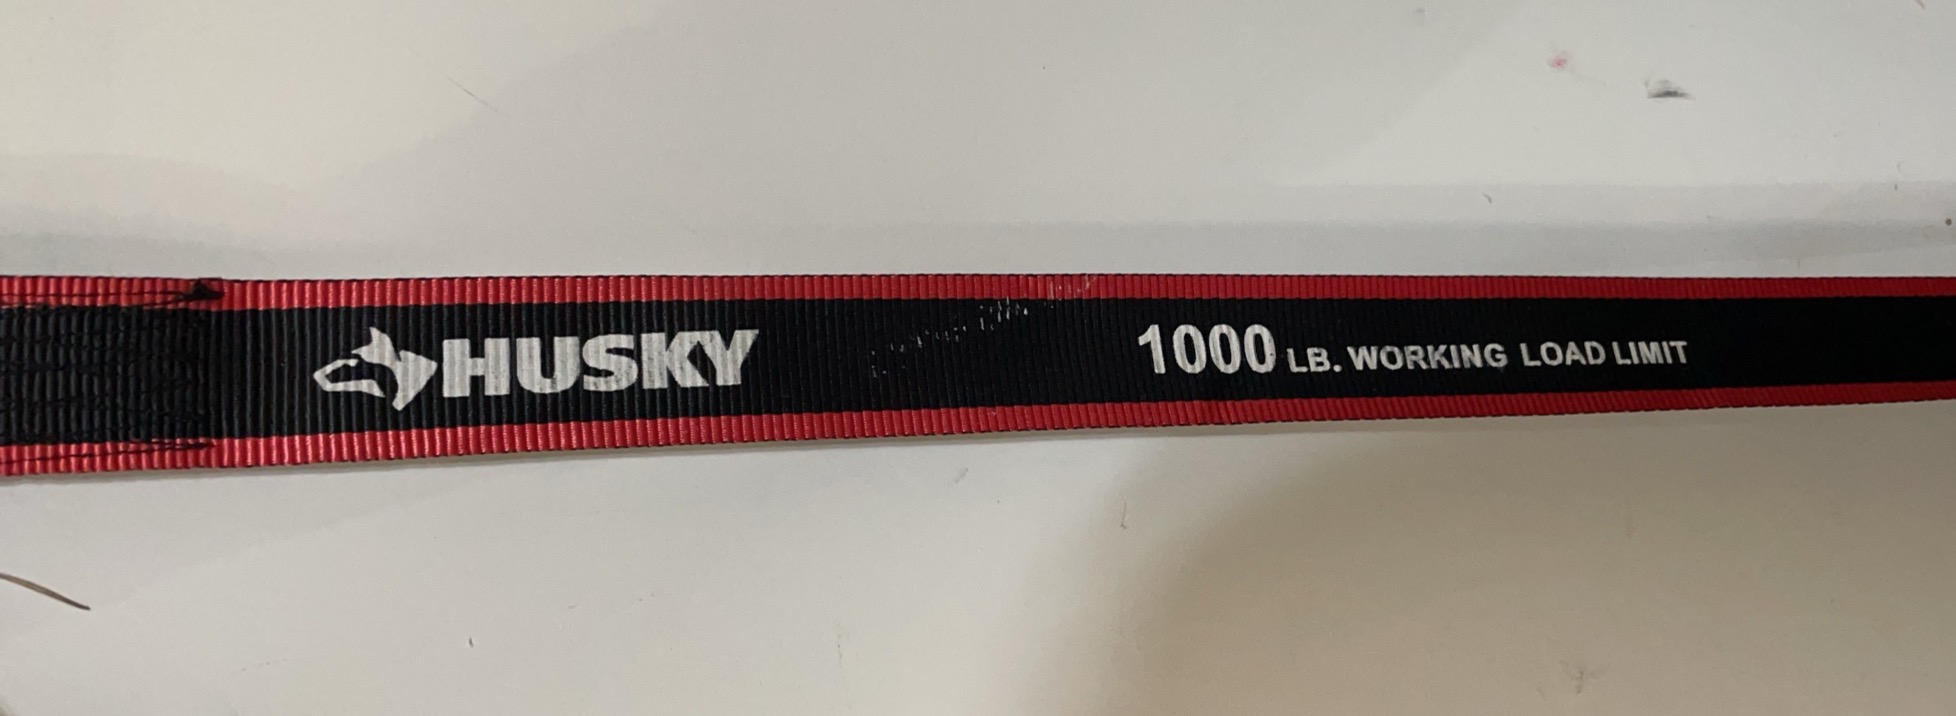 HUSKY 1000 LB. WORKING LOAD LIMIT